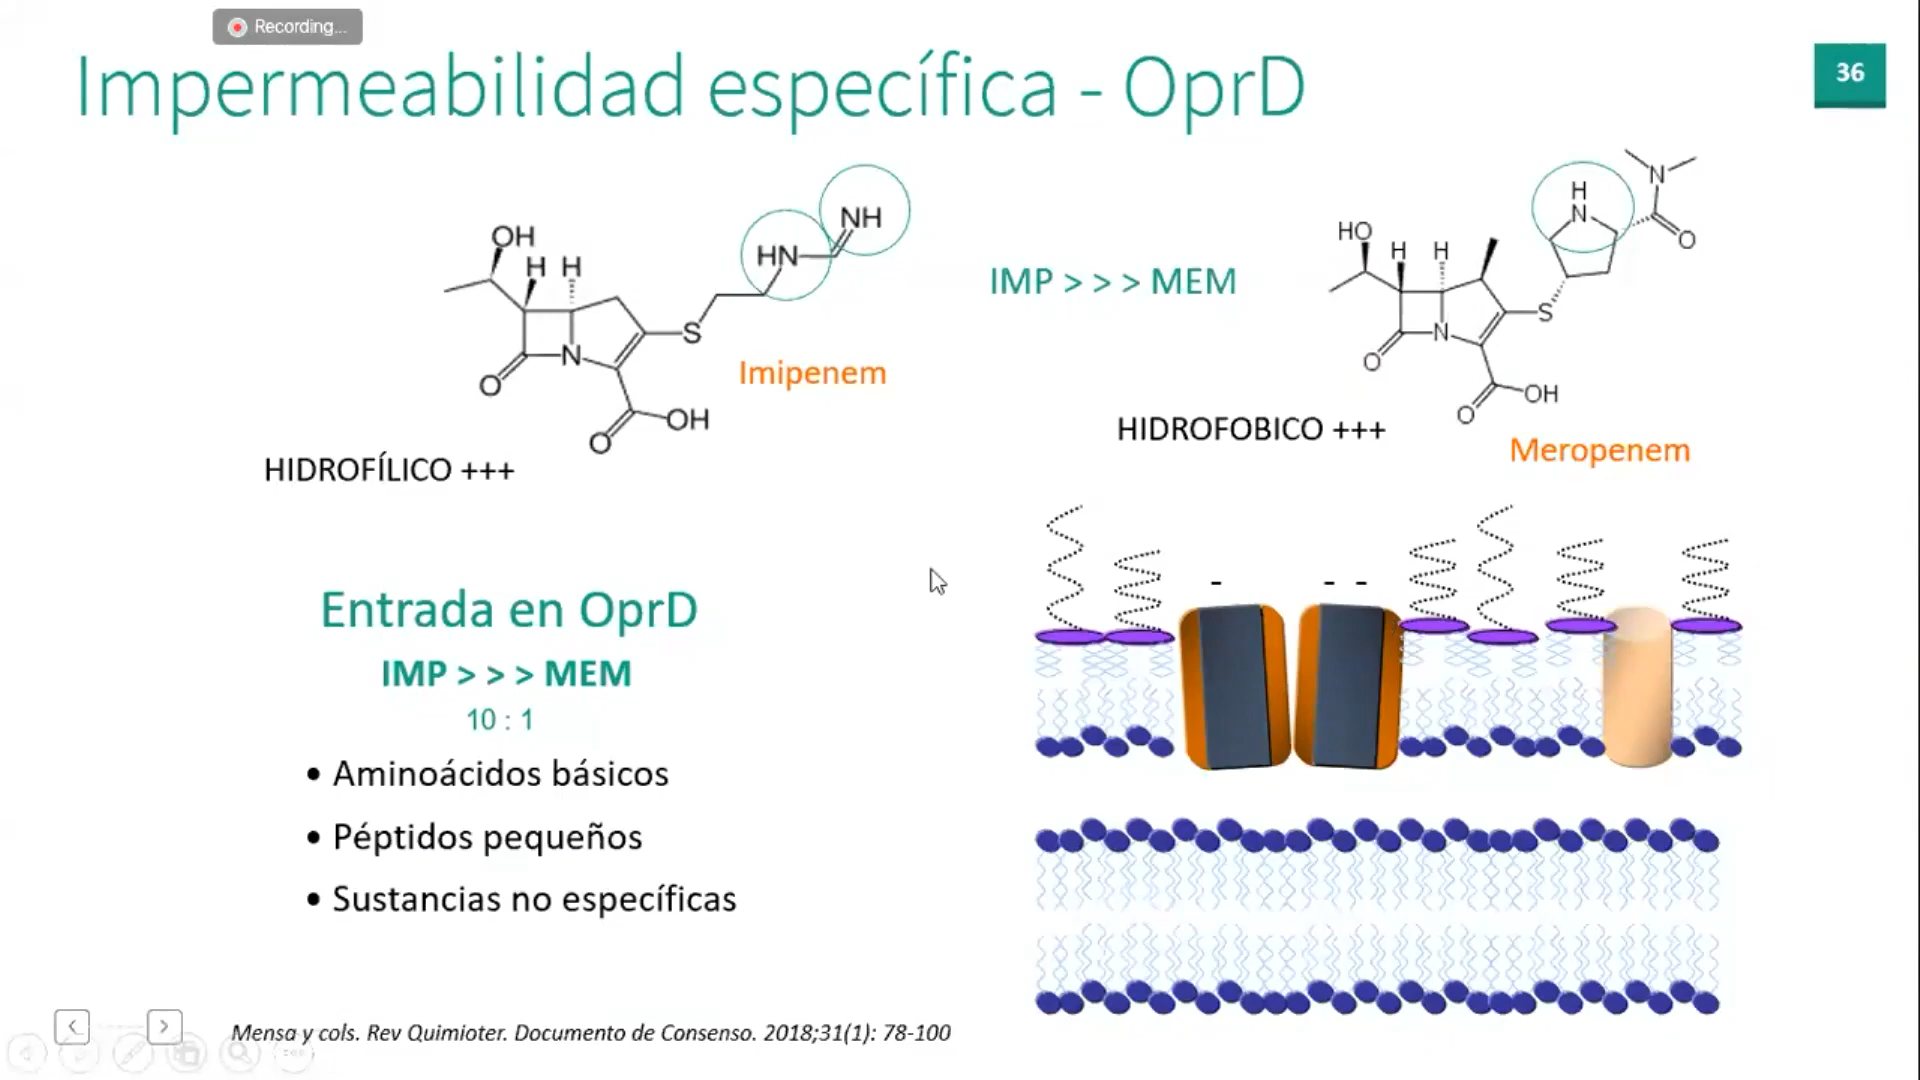 Recording...
Impermeabilidad específica - OprD
36
OH
H H
HN
NH
S
N
O
O
OH
Imipenem
HIDROFÍLICO +++
IMP > > > MEM
HO
H H
H
N
N
O
S
N
O
O
OH
HIDROFOBICO +++
Meropenem
Entrada en OprD
IMP > > > MEM
10 : 1
• Aminoácidos básicos
• Péptidos pequeños
• Sustancias no específicas
- - -
Mensa y cols. Rev Quimioter. Documento de Consenso. 2018;31(1): 78-100